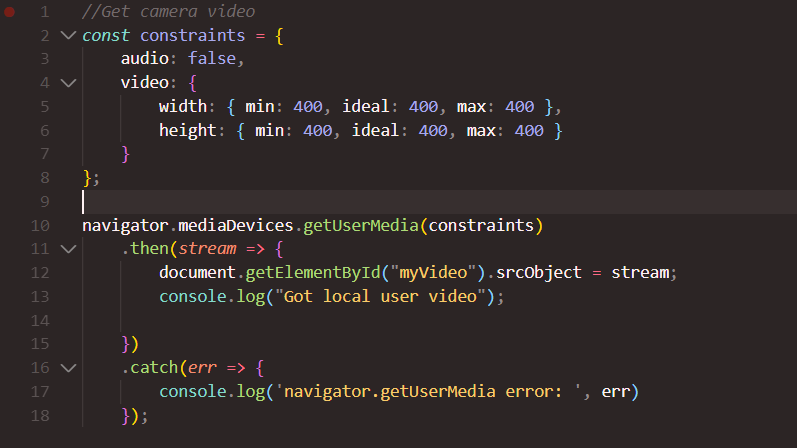 1 //Get camera video
2 const constraints = {
3     audio: false,
4     video: {
5         width: { min: 400, ideal: 400, max: 400 },
6         height: { min: 400, ideal: 400, max: 400 }
7     }
8 };
9
10 navigator.mediaDevices.getUserMedia(constraints)
11     .then(stream => {
12         document.getElementById("myVideo").srcObject = stream;
13         console.log("Got local user video");
14
15     })
16     .catch(err => {
17         console.log('navigator.getUserMedia error: ', err)
18     });